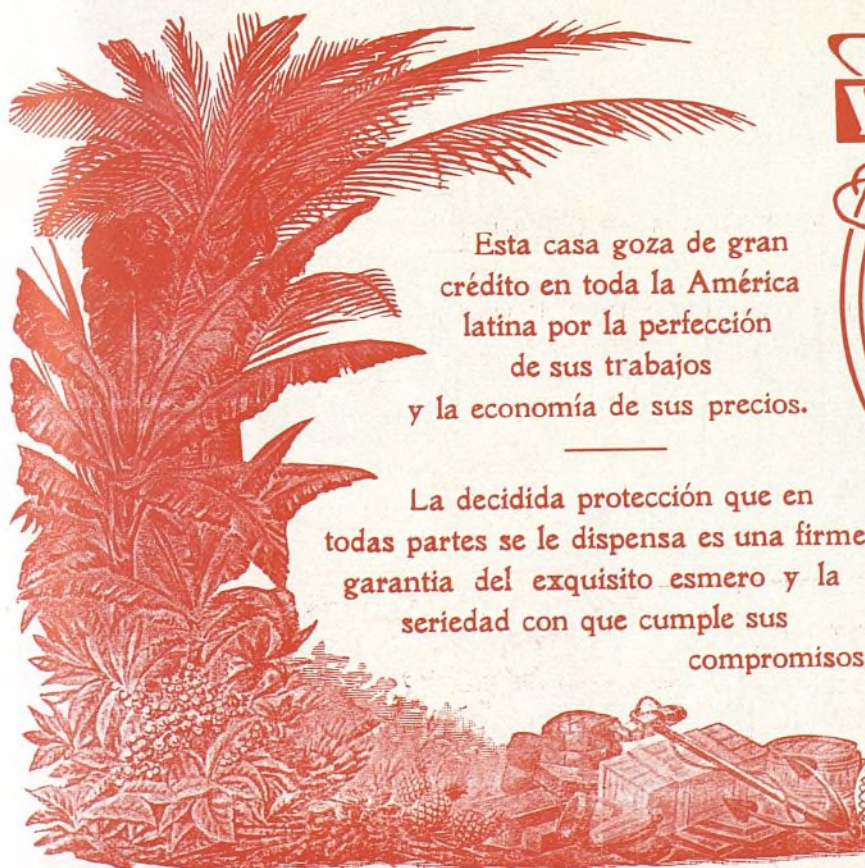 Esta casa goza de gran
crédito en toda la América
latina por la perfección
de sus trabajos
y la economía de sus precios.
La decidida protección que en
todas partes se le dispensa es una firme
garantia del exquisito esmero y la
seriedad con que cumple sus
compromisos